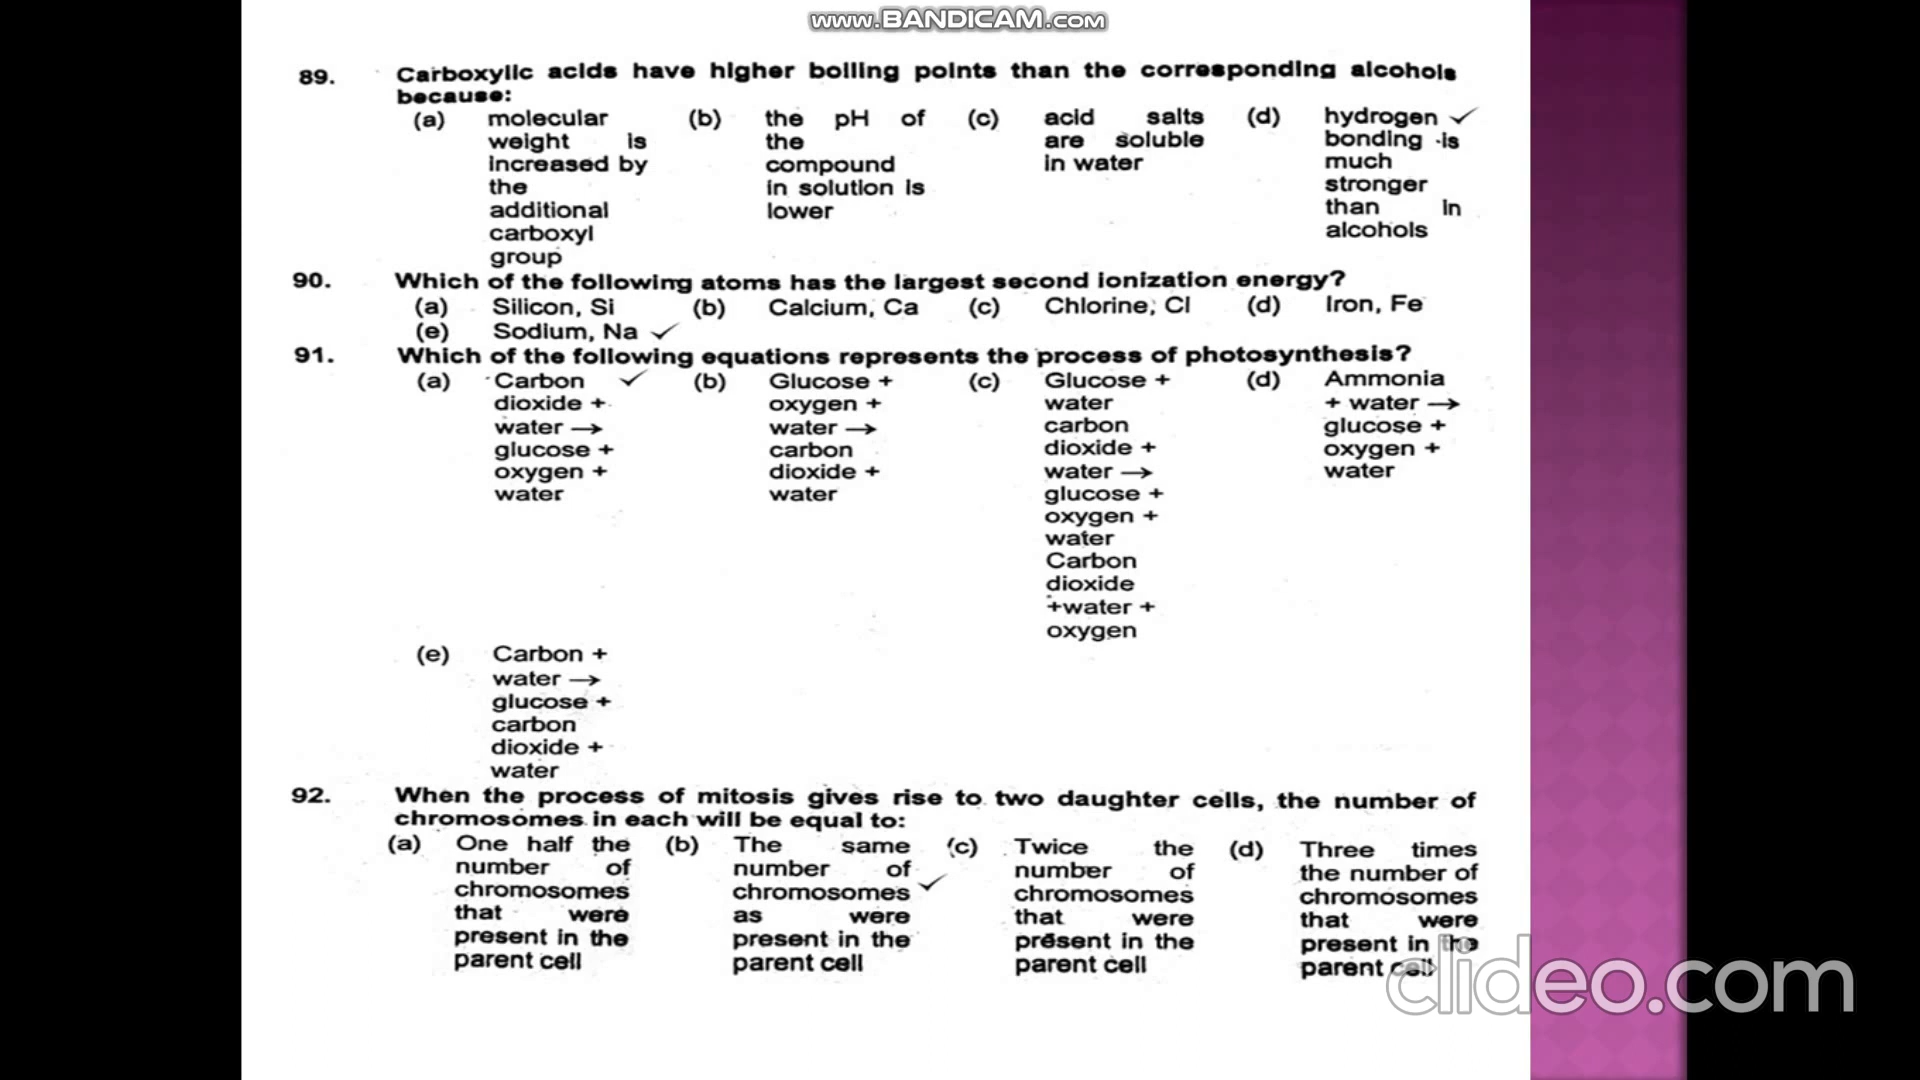 www.BANDICAM.com
89. Carboxylic acids have higher boiling points than the corresponding alcohols
because:
(a) molecular weight is increased by the additional carboxyl group
(b) the pH of the compound in solution is lower
(c) acid salts are soluble in water
(d) hydrogen ✓ bonding is much stronger than in alcohols
90. Which of the following atoms has the largest second ionization energy?
(a) Silicon, Si (b) Calcium, Ca (c) Chlorine, Cl (d) Iron, Fe
(e) Sodium, Na ✓
91. Which of the following equations represents the process of photosynthesis?
(a) Carbon ✓ dioxide + water → glucose + oxygen + water
(b) Glucose + oxygen + water → carbon dioxide + water
(c) Glucose + water carbon dioxide + water → glucose + oxygen + water Carbon dioxide +water + oxygen
(d) Ammonia + water → glucose + oxygen + water
(e) Carbon + water → glucose + carbon dioxide + water
92. When the process of mitosis gives rise to two daughter cells, the number of
chromosomes in each will be equal to:
(a) One half the number of chromosomes that were present in the parent cell
(b) The same number of chromosomes ✓ as were present in the parent cell
(c) Twice the number of chromosomes that were present in the parent cell
(d) Three times the number of chromosomes that were present in the parent cell
clideo.com